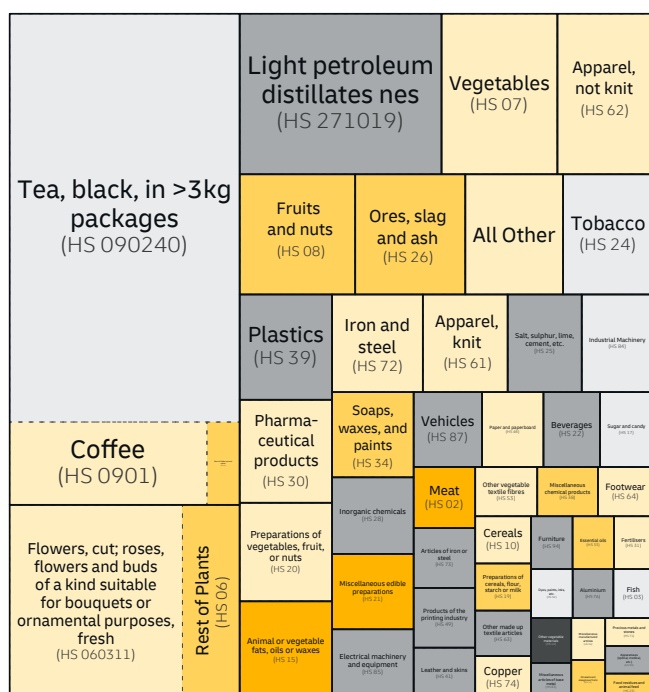 Light petroleum
distillates nes
(HS 271019)
Vegetables
(HS 07)
Apparel,
not knit
(HS 62)
Tea, black, in >3kg
packages
(HS 090240)
Fruits
and nuts
(HS 08)
Ores, slag
and ash
(HS 26)
All Other
Tobacco
(HS 24)
Plastics
(HS 39)
Iron and
steel
(HS 72)
Apparel,
knit
(HS 61)
Salt, sulphur, lime,
cement, etc.
(HS 25)
Industrial Machinery
(HS 84)
Coffee
(HS 0901)
Pharma-
ceutical
products
(HS 30)
Soaps,
waxes, and
paints
(HS 34)
Vehicles
(HS 87)
Paper and paperboard
(HS 48)
Beverages
(HS 22)
Sugar and candy
(HS 17)
Flowers, cut; roses,
flowers and buds
of a kind suitable
for bouquets or
ornamental purposes,
fresh
(HS 060311)
Rest of Plants
(HS 06)
Preparations of
vegetables, fruit,
or nuts
(HS 20)
Inorganic chemicals
(HS 28)
Meat
(HS 02)
Other vegetable
textile fibres
(HS 53)
Miscellaneous
chemical products
(HS 38)
Footwear
(HS 64)
Cereals
(HS 10)
Furniture
(HS 94)
Essential oils
(HS 33)
Fertilisers
(HS 31)
Articles of iron or
steel
(HS 73)
Miscellaneous edible
preparations
(HS 21)
Preparations of
cereals, flour,
starch or milk
(HS 19)
Aluminium
(HS 76)
Fish
(HS 03)
Products of the
printing industry
(HS 49)
Animal or vegetable
fats, oils or waxes
(HS 15)
Other made up
textile articles
(HS 63)
Electrical machinery
and equipment
(HS 85)
Leather and skins
(HS 41)
Copper
(HS 74)